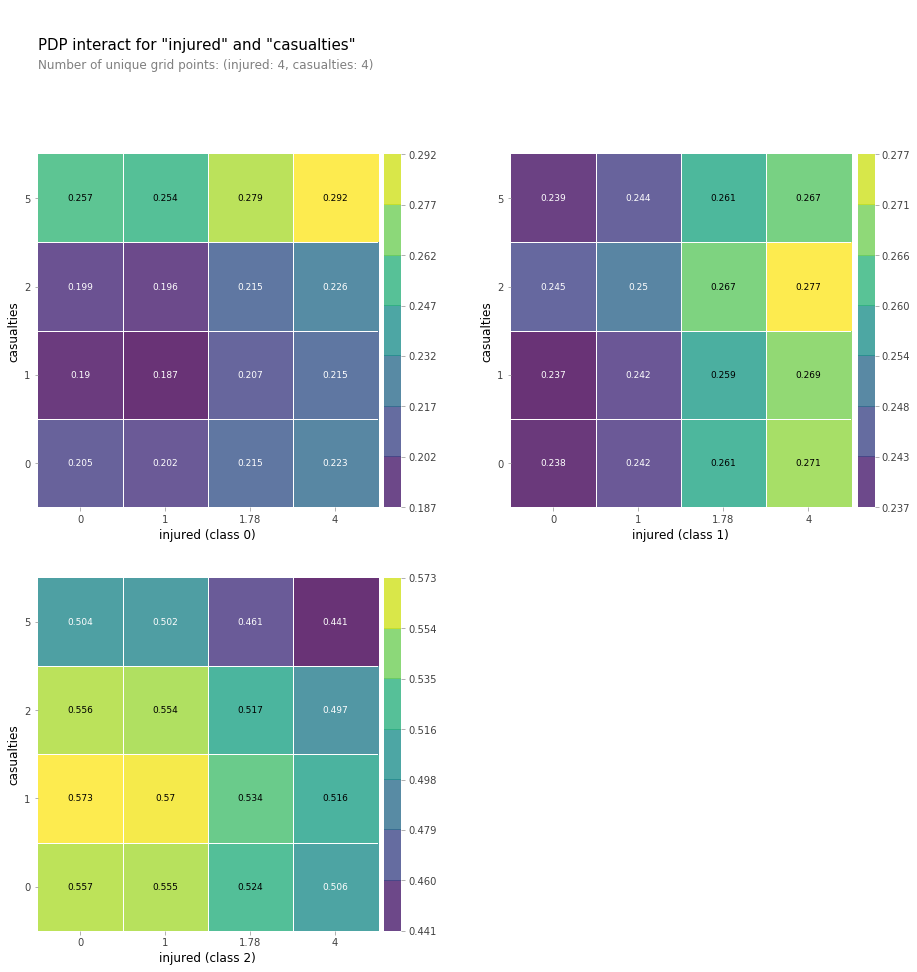 PDP interact for "injured" and "casualties"
Number of unique grid points: (injured: 4, casualties: 4)
casualties
5 0.257 0.254 0.279 0.292
2 0.199 0.196 0.215 0.226
1 0.19 0.187 0.207 0.215
0 0.205 0.202 0.215 0.223
0 1 1.78 4
injured (class 0)
0.292
0.277
0.262
0.247
0.232
0.217
0.202
0.187
casualties
5 0.239 0.244 0.261 0.267
2 0.245 0.25 0.267 0.277
1 0.237 0.242 0.259 0.269
0 0.238 0.242 0.261 0.271
0 1 1.78 4
injured (class 1)
0.277
0.271
0.266
0.260
0.254
0.248
0.243
0.237
casualties
5 0.504 0.502 0.461 0.441
2 0.556 0.554 0.517 0.497
1 0.573 0.57 0.534 0.516
0 0.557 0.555 0.524 0.506
0 1 1.78 4
injured (class 2)
0.573
0.554
0.535
0.516
0.498
0.479
0.460
0.441